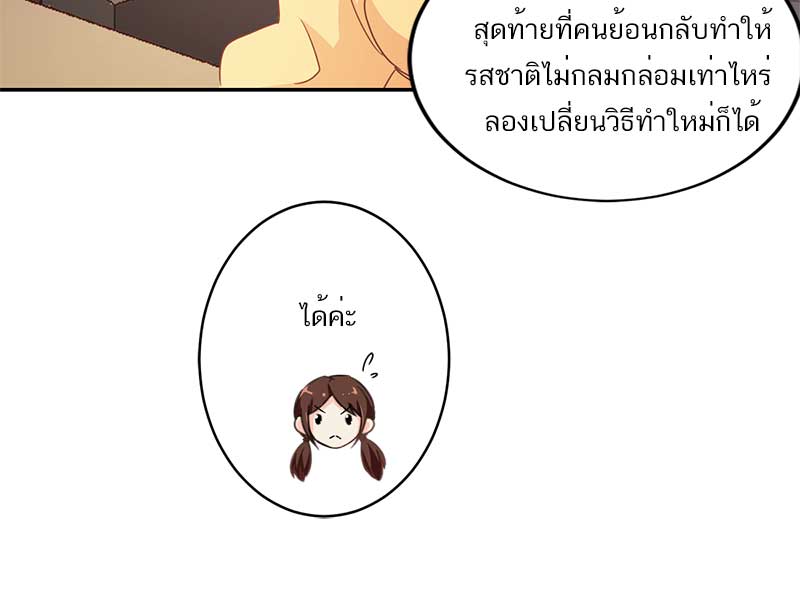 สุดท้ายที่คนย้อนกลับทำให้
รสชาติไม่กลมกล่อมเท่าไหร่
ลองเปลี่ยนวิธีทำใหม่ก็ได้
ได้ค่ะ